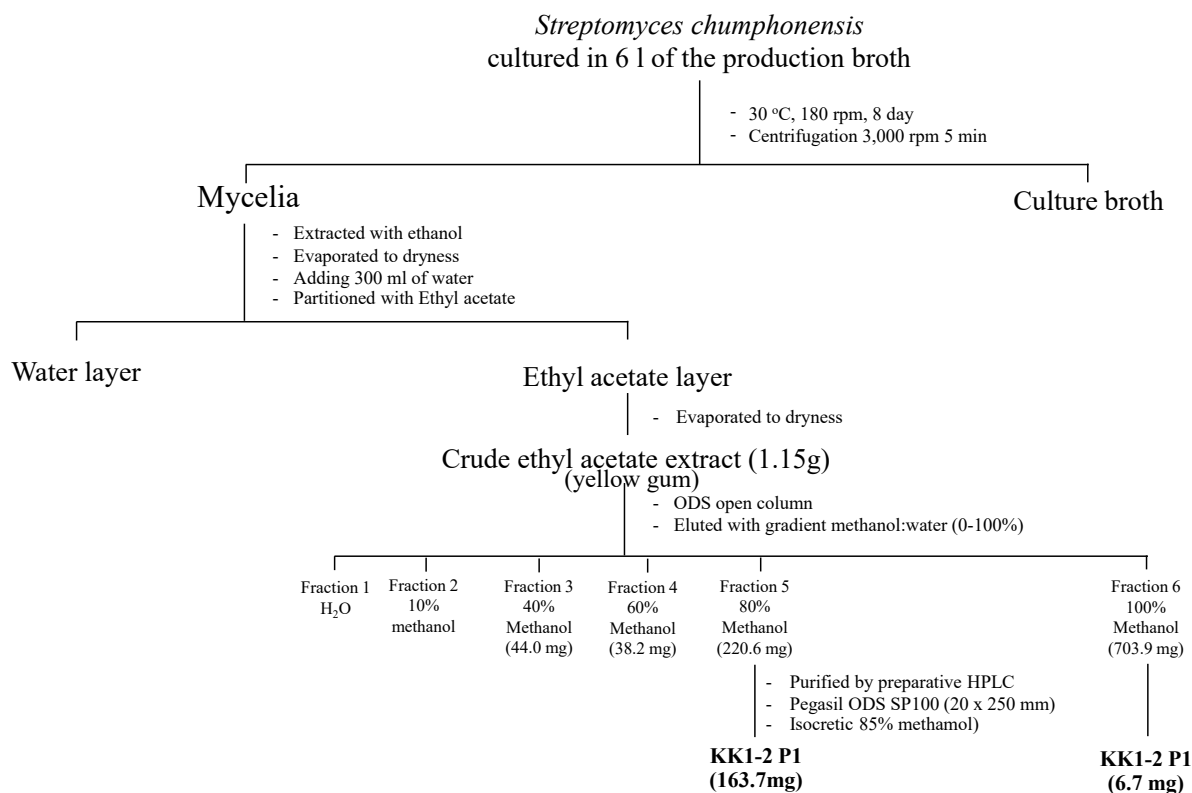 Streptomyces chumphonensis
cultured in 6 l of the production broth
- 30 °C, 180 rpm, 8 day
- Centrifugation 3,000 rpm 5 min
Mycelia
Culture broth
- Extracted with ethanol
- Evaporated to dryness
- Adding 300 ml of water
- Partitioned with Ethyl acetate
Water layer
Ethyl acetate layer
- Evaporated to dryness
Crude ethyl acetate extract (1.15g)
(yellow gum)
- ODS open column
- Eluted with gradient methanol:water (0-100%)
Fraction 1
H₂O
Fraction 2
10%
methanol
Fraction 3
40%
Methanol
(44.0 mg)
Fraction 4
60%
Methanol
(38.2 mg)
Fraction 5
80%
Methanol
(220.6 mg)
Fraction 6
100%
Methanol
(703.9 mg)
- Purified by preparative HPLC
- Pegasil ODS SP100 (20 x 250 mm)
- Isocretic 85% methamol)
KK1-2 P1
(163.7mg)
KK1-2 P1
(6.7 mg)